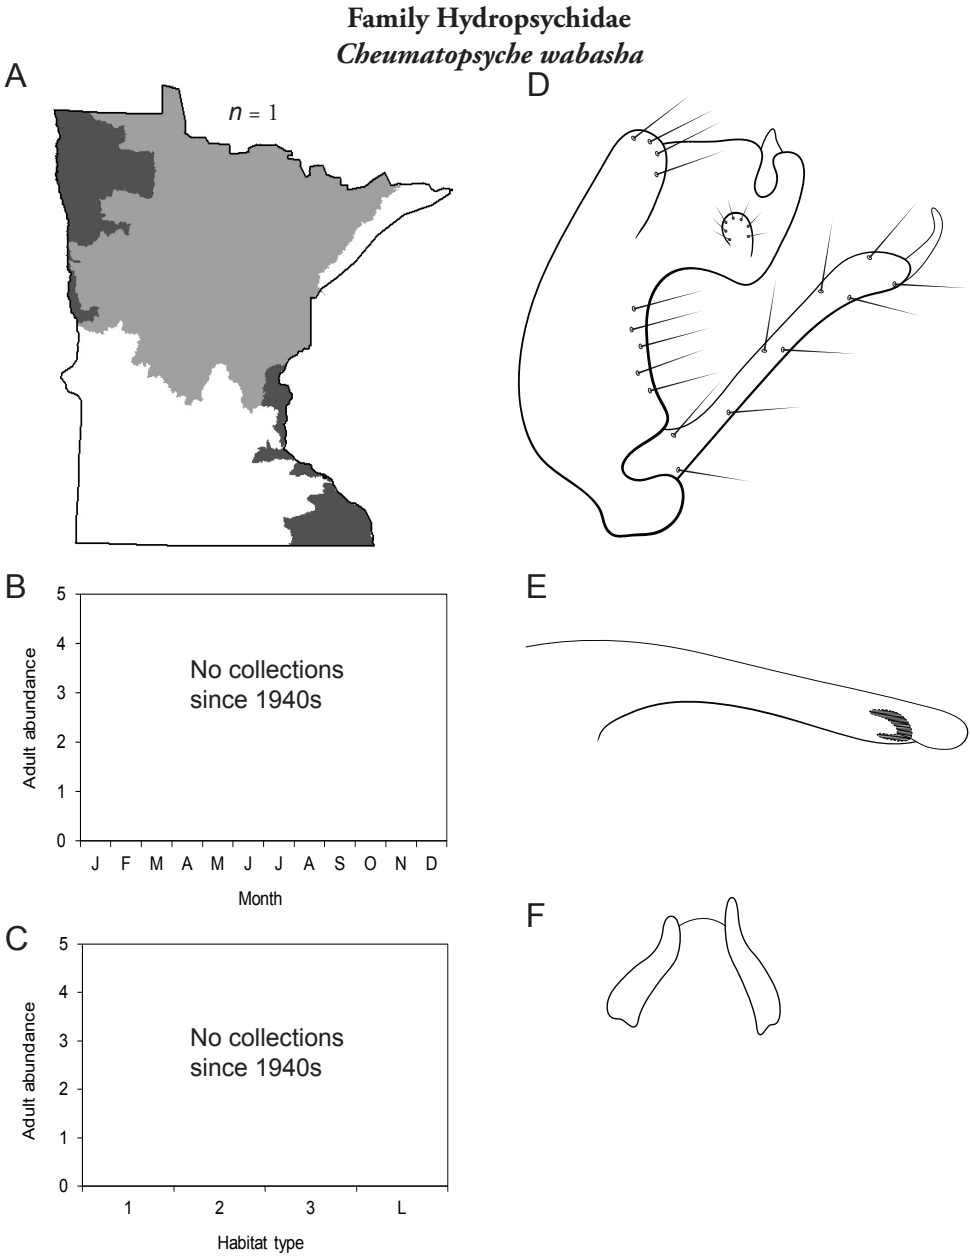 Family Hydropsychidae
Cheumatopsyche wabasha
A
n = 1
B
5
4
3
2
1
0
Adult abundance
No collections
since 1940s
J F M A M J J A S O N D
Month
C
5
4
3
2
1
0
Adult abundance
No collections
since 1940s
1 2 3 L
Habitat type
D
E
F